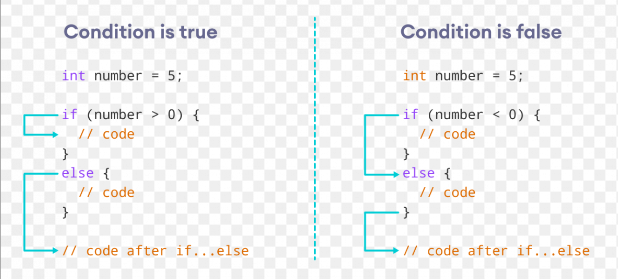 Condition is true
int number = 5;
if (number > 0) {
// code
}
else {
// code
}
// code after if...else
Condition is false
int number = 5;
if (number < 0) {
// code
}
else {
// code
}
// code after if...else